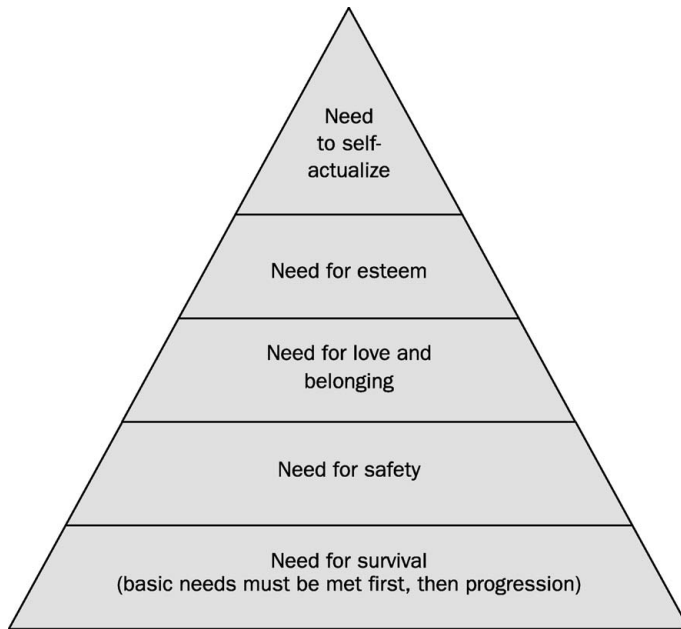 Need
to self-
actualize
Need for esteem
Need for love and
belonging
Need for safety
Need for survival
(basic needs must be met first, then progression)